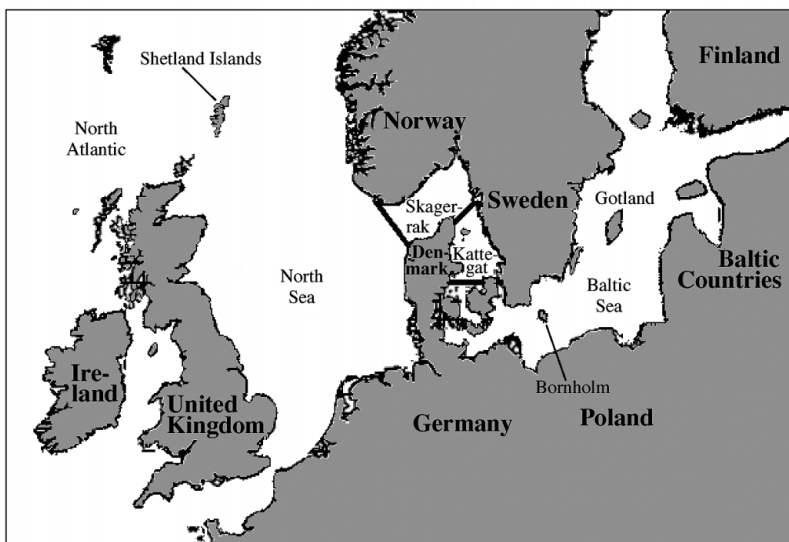 Shetland Islands
Finland
North
Atlantic
Norway
Sweden
Gotland
Skager-
rak
Den-
mark
Katte-
gat
Baltic
Countries
North
Sea
Baltic
Sea
Ire-
land
United
Kingdom
Bornholm
Germany
Poland